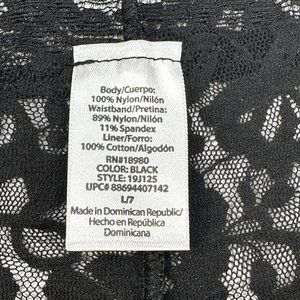 Body/Cuerpo:
100% Nylon/Nilón
Waistband/Pretina:
89% Nylon/Nilón
11% Spandex
Liner/Forro:
100% Cotton/Algodón
RN#18980
COLOR: BLACK
STYLE: 19J125
UPC# 88694407142
L/7
Made in Dominican Republic/
Hecho en República
Dominicana